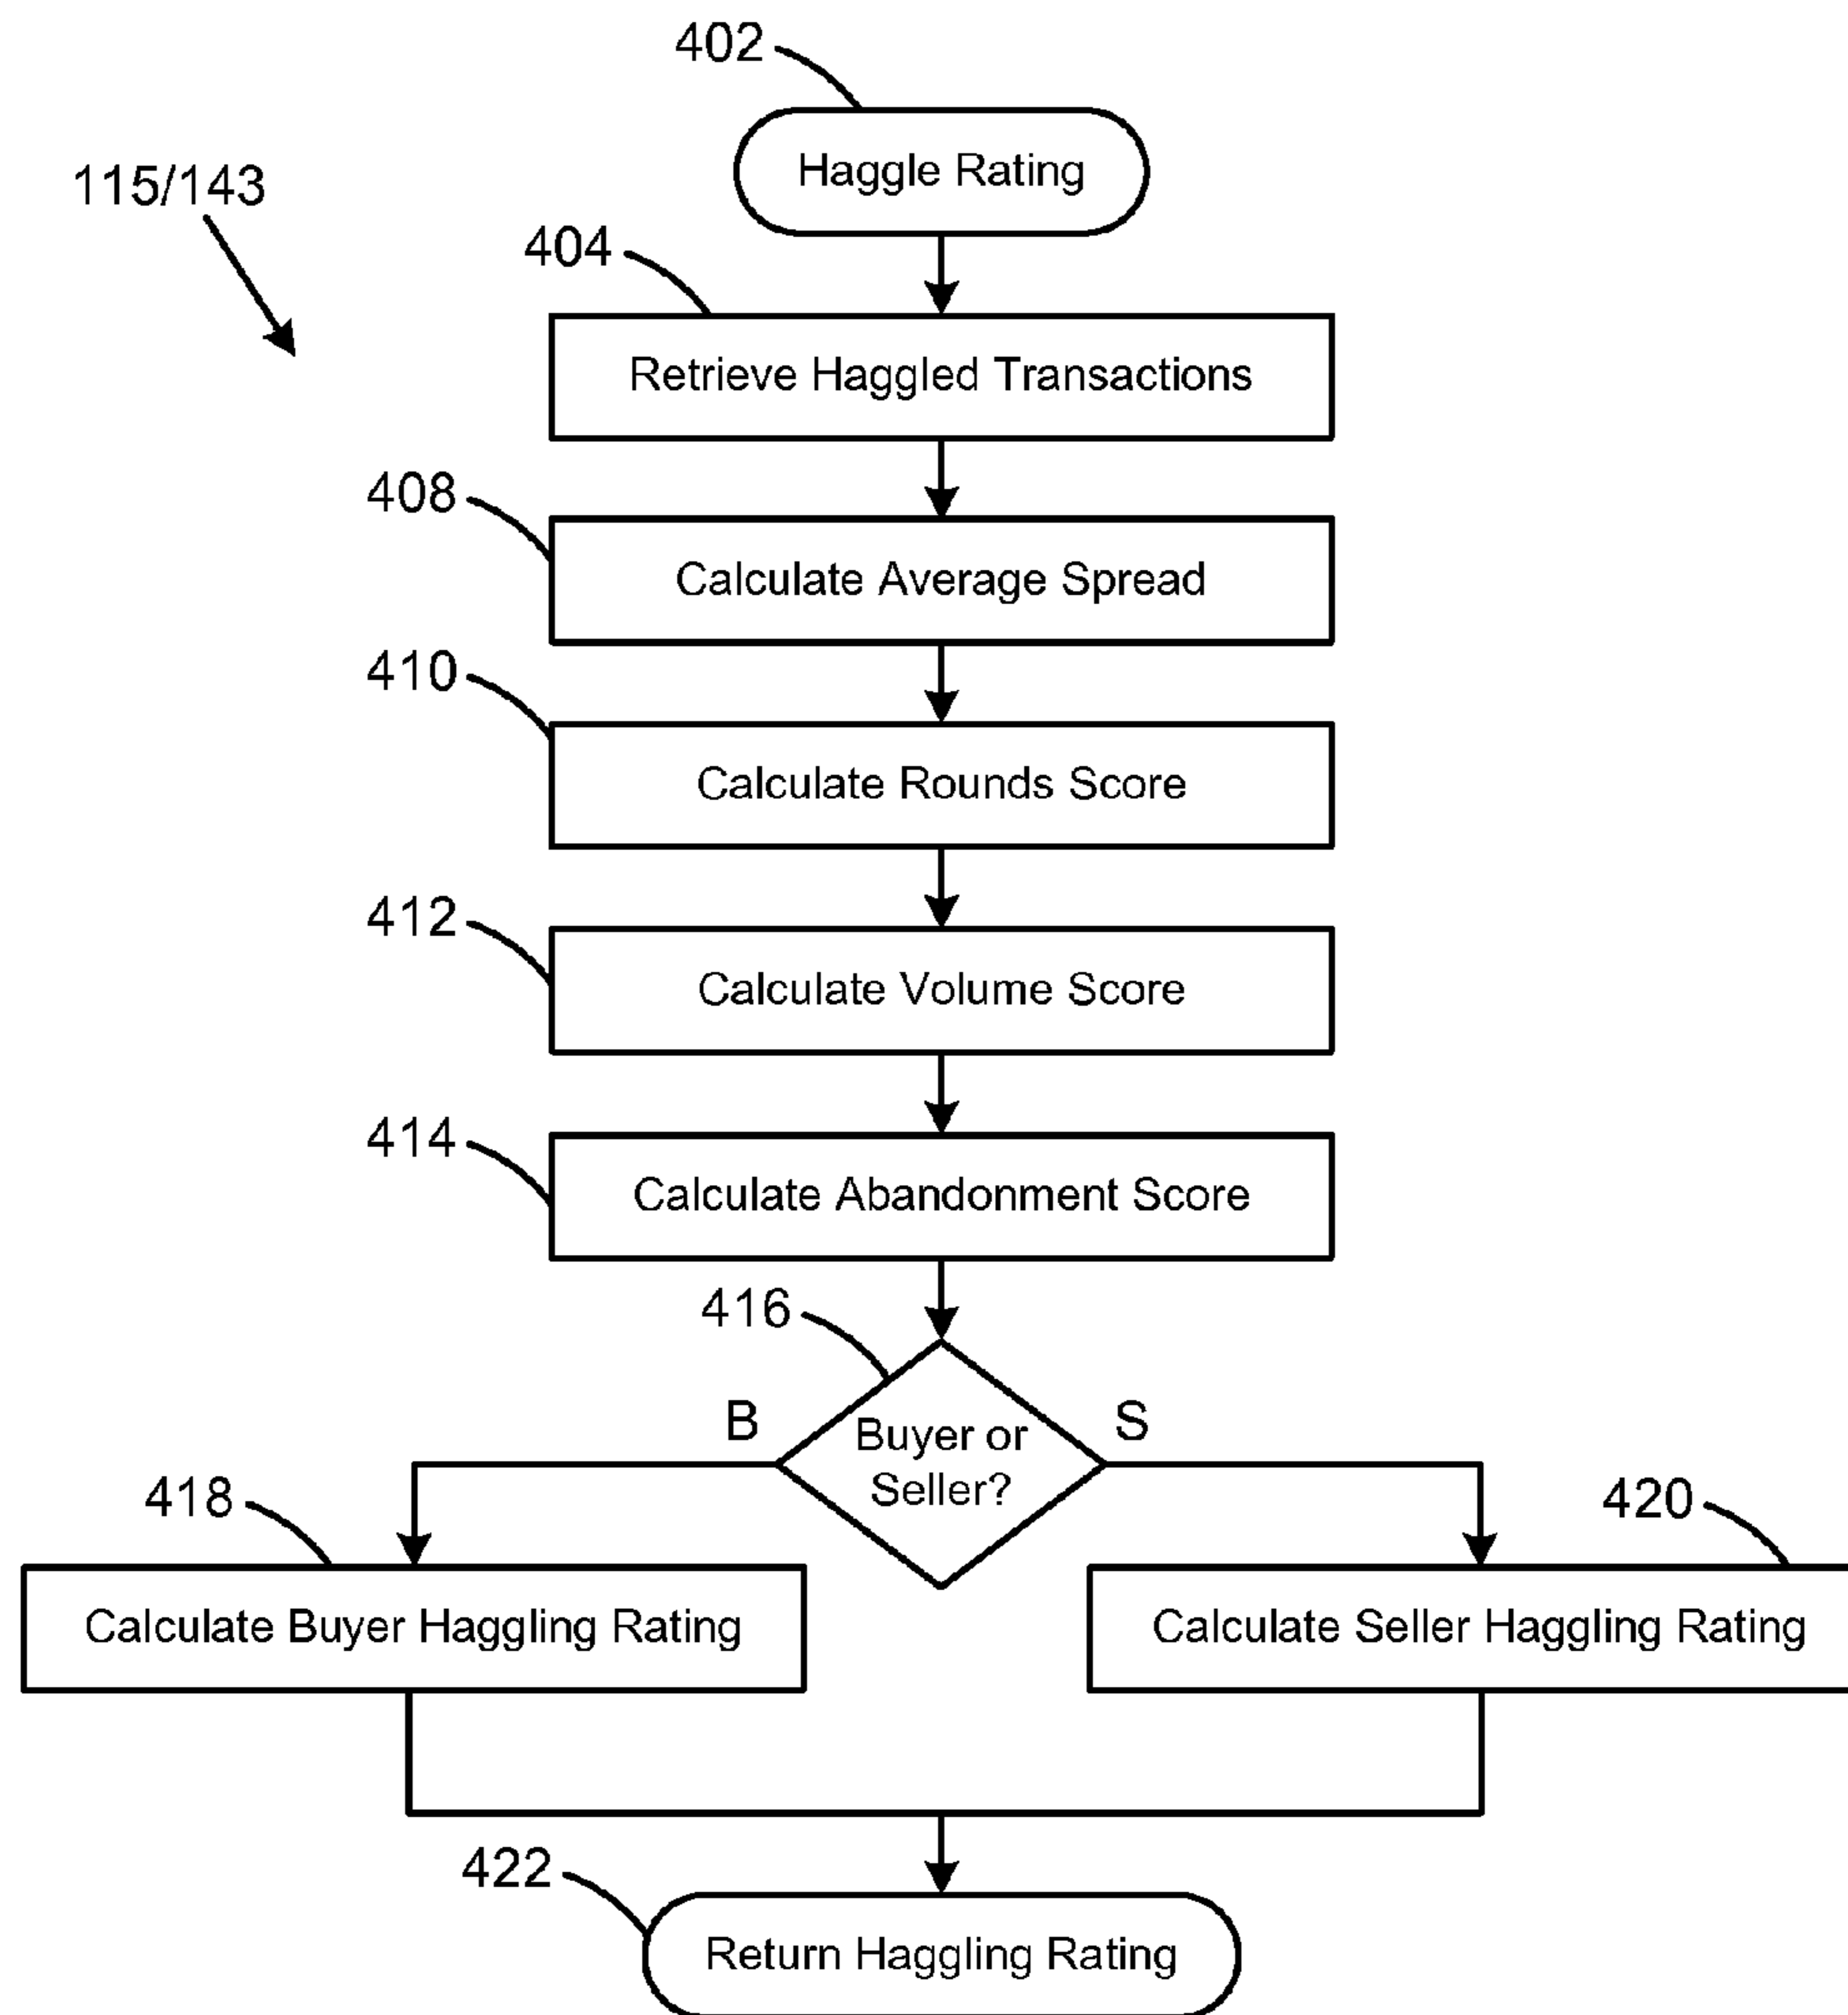 402
Haggle Rating
115/143
404
Retrieve Haggled Transactions
408
Calculate Average Spread
410
Calculate Rounds Score
412
Calculate Volume Score
414
Calculate Abandonment Score
416
B
Buyer or
Seller?
S
418
420
Calculate Buyer Haggling Rating
Calculate Seller Haggling Rating
422
Return Haggling Rating